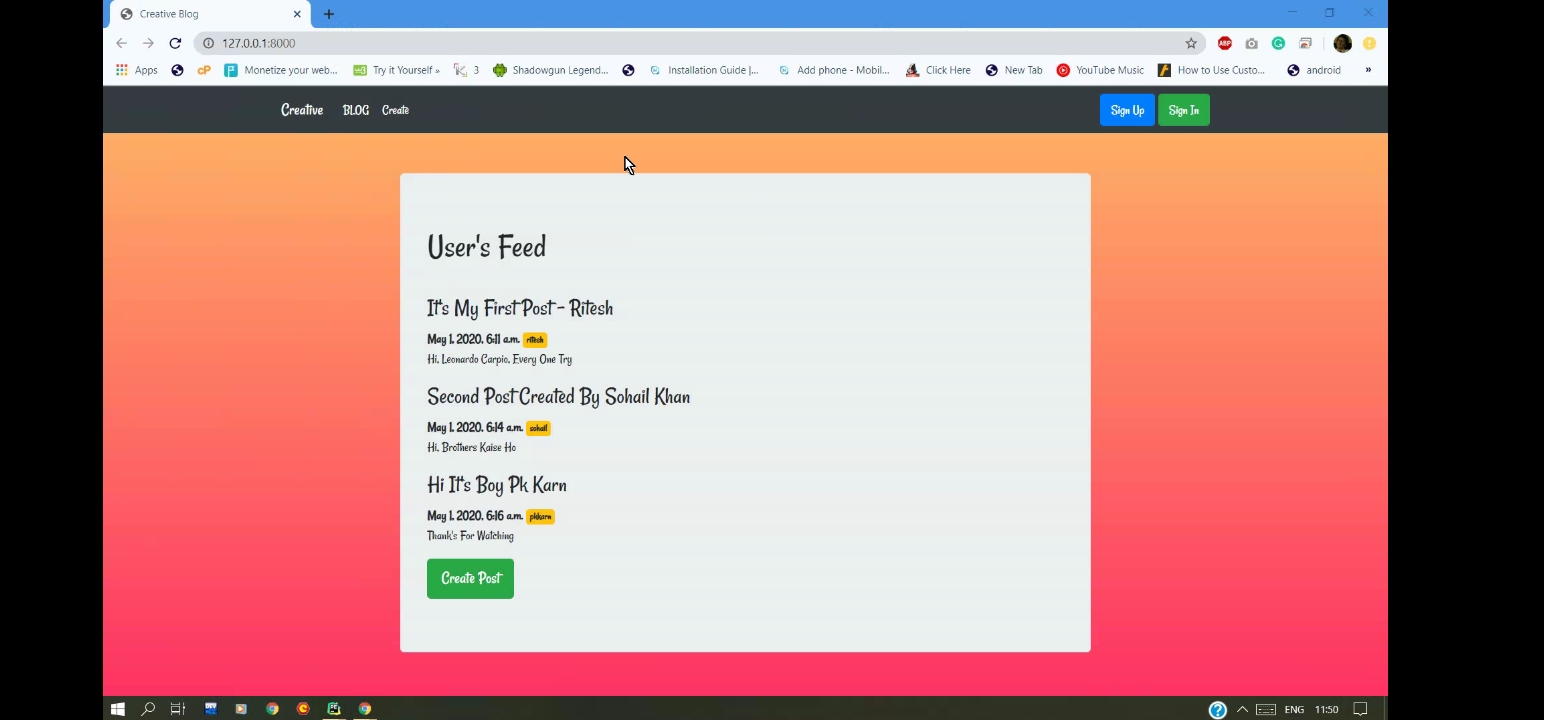 Creative Blog
127.0.0.1:8000
ABP
Apps cP Monetize your web... Try it Yourself » 3 Shadowgun Legend... Installation Guide |... Add phone - Mobil... Click Here New Tab YouTube Music How to Use Custo... android »
Creative BLOG Create Sign Up Sign In
User's Feed
It's My First Post - Ritesh
May 1, 2020, 6:11 a.m. ritesh
Hi, Leonardo Carpio, Every One Try
Second Post Created By Sohail Khan
May 1, 2020, 6:14 a.m. sohail
Hi, Brothers Kaise Ho
Hi It's Boy Pk Karn
May 1, 2020, 6:16 a.m. pkkarn
Thank's For Watching
Create Post
ENG 11:50